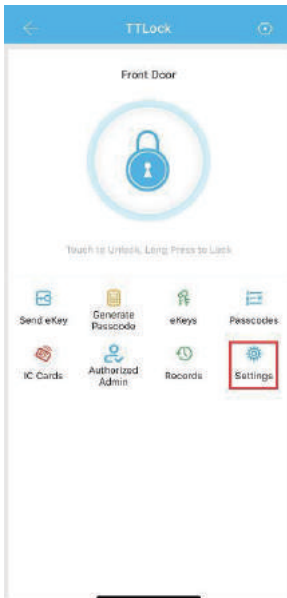 TTLock
Front Door
Touch to Unlock, Long Press to Lock
Send eKey
Generate
Passcode
eKeys
Passcodes
IC Cards
Authorized
Admin
Records
Settings